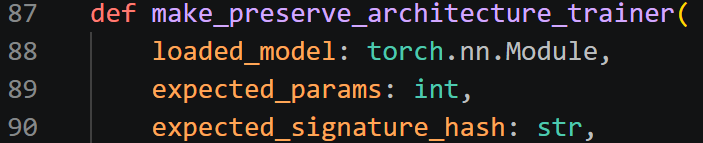 87 def make_preserve_architecture_trainer(
88     loaded_model: torch.nn.Module,
89     expected_params: int,
90     expected_signature_hash: str,